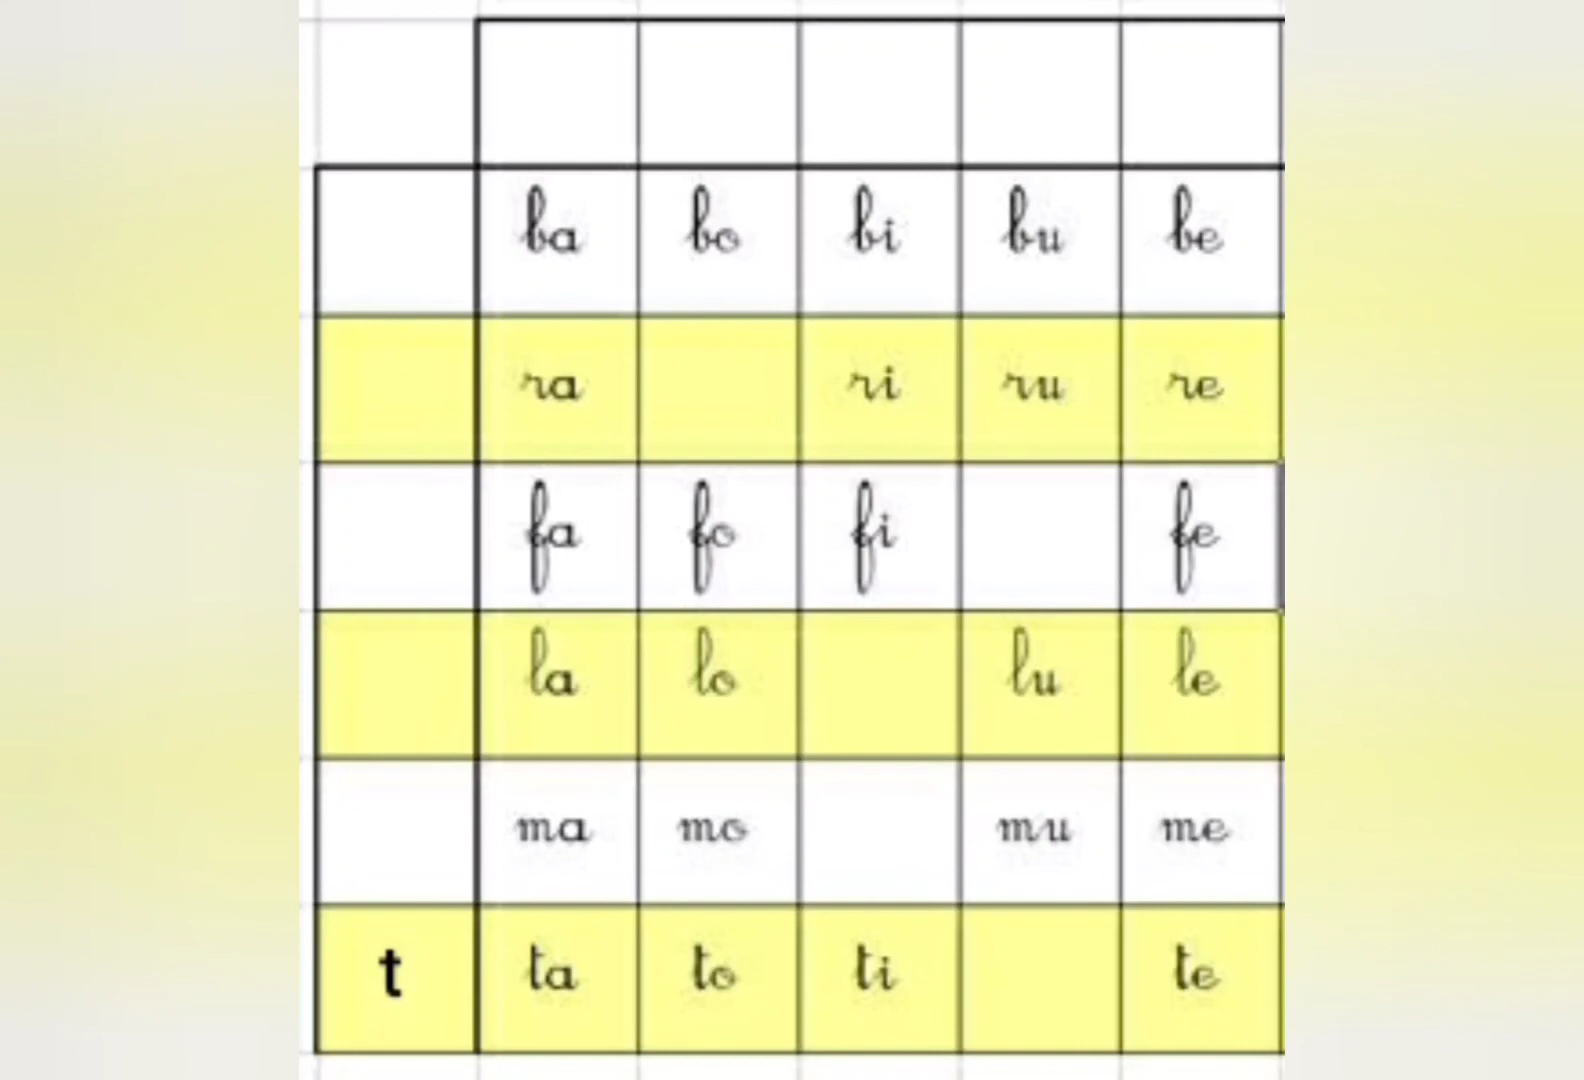 ba bo bi bu be
ra ri ru re
fa fo fi fe
la lo lu le
ma mo mu me
t ta to ti te